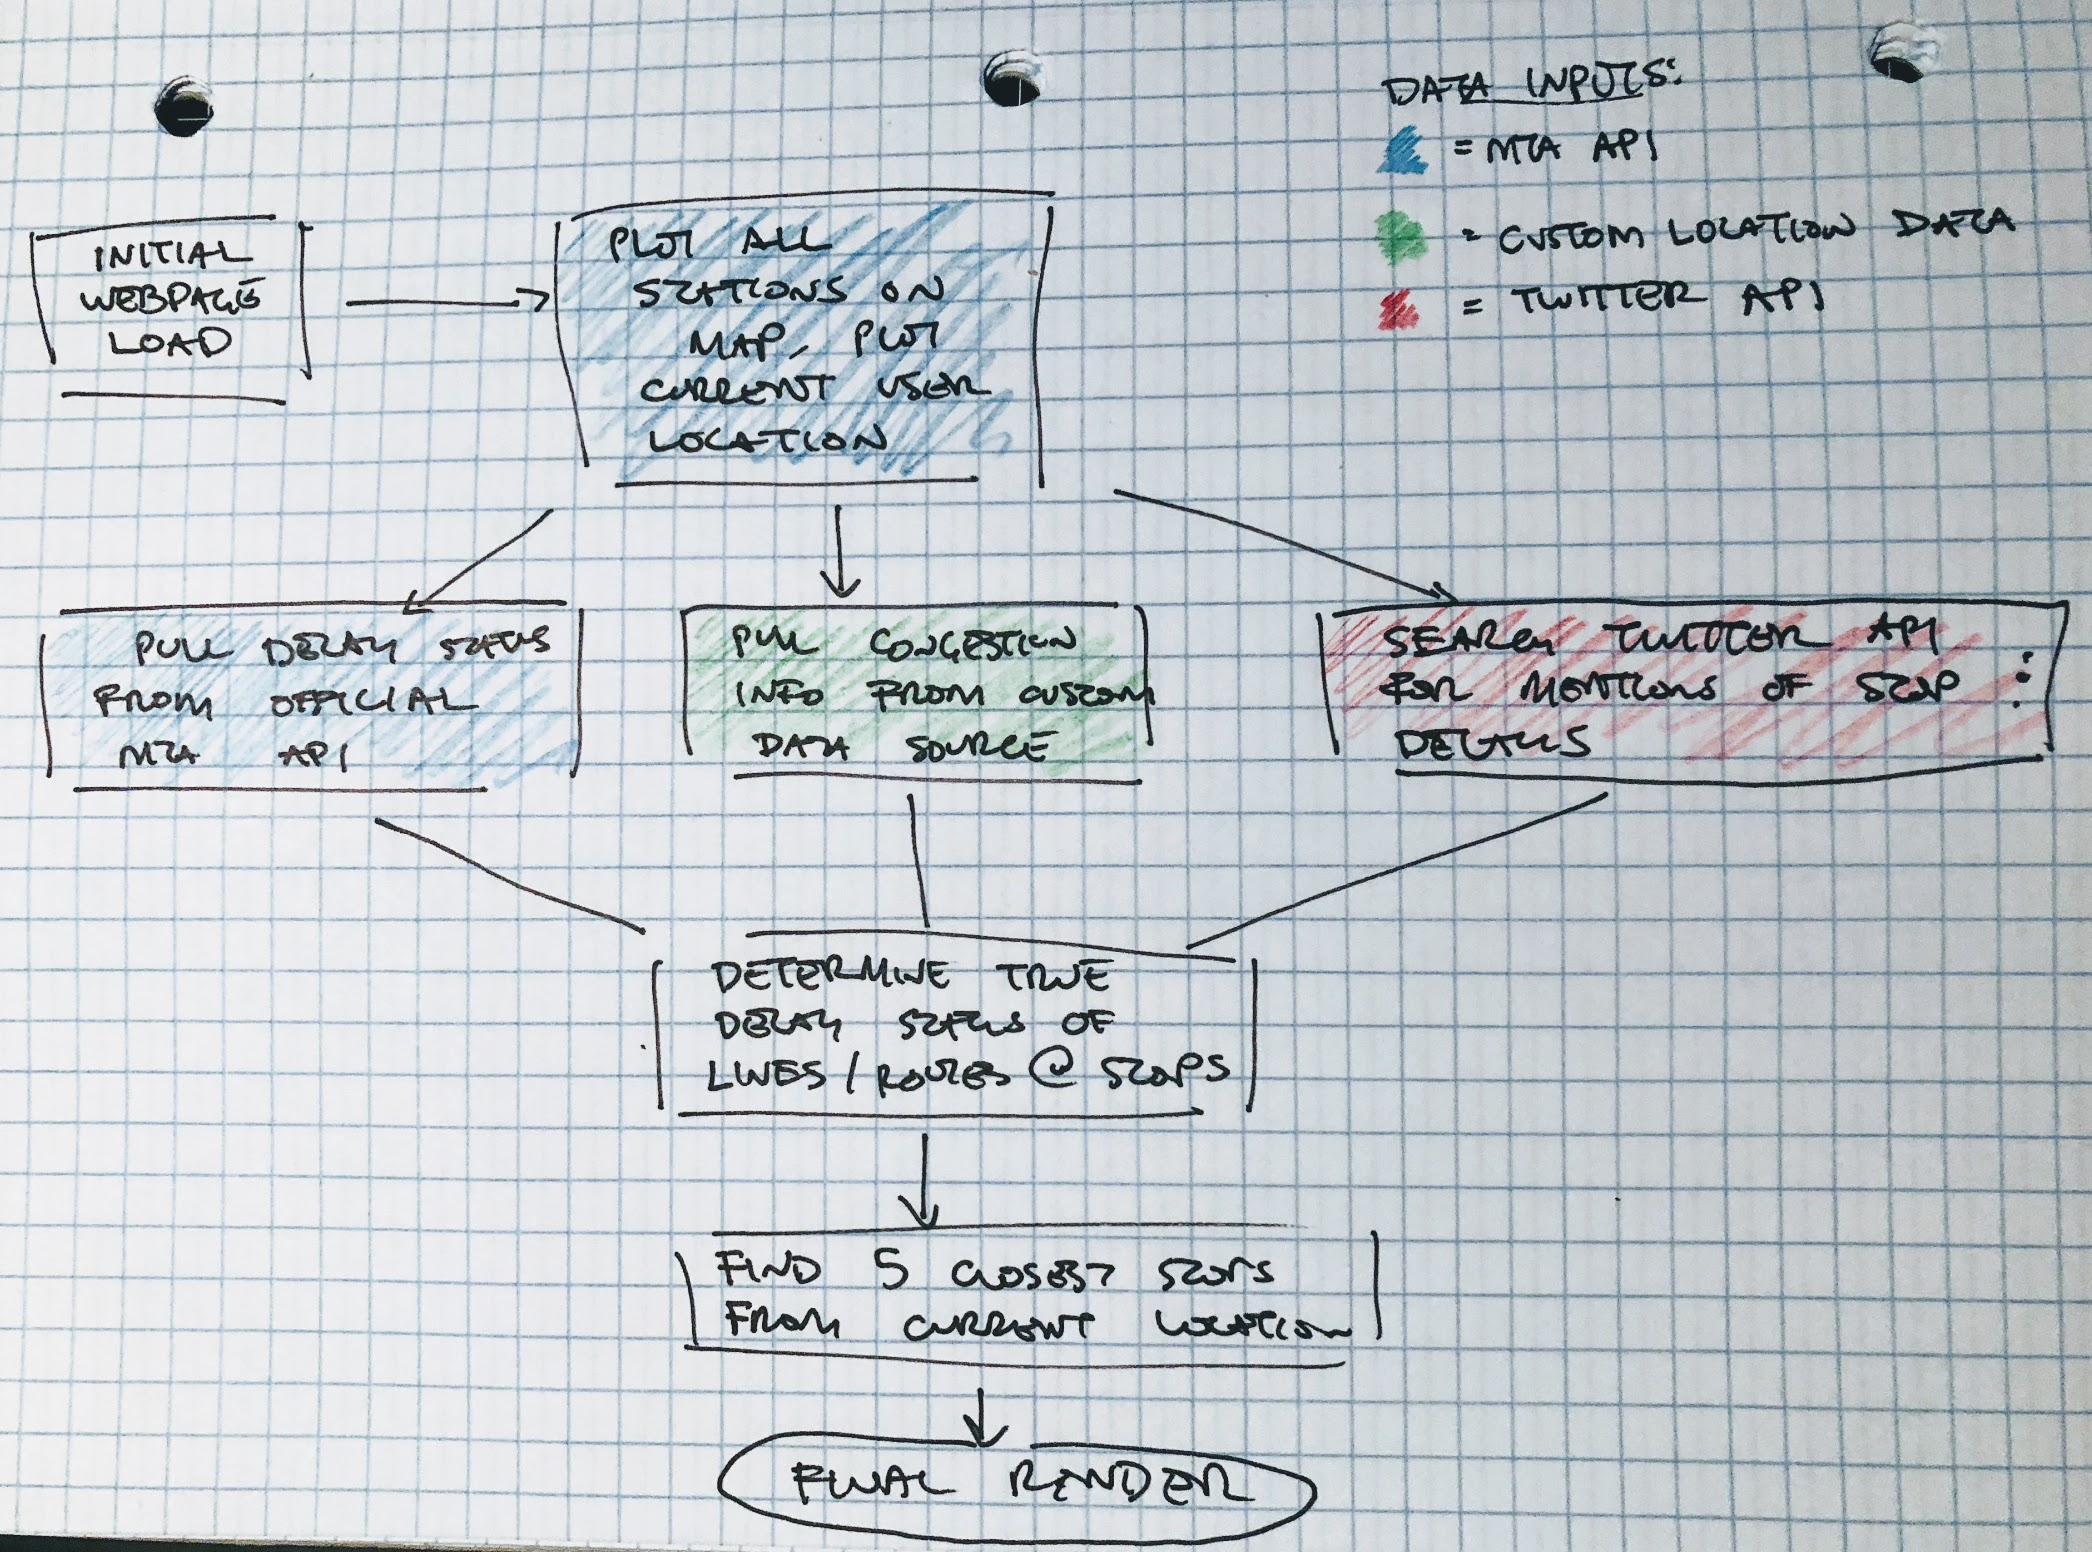 DATA INPUTS:
= MTA API
= CUSTOM LOCATION DATA
= TWITTER API
INITIAL
WEBPAGE
LOAD
PLOT ALL
STATIONS ON
MAP, PLOT
CURRENT USER
LOCATION
PULL DELAY STATUS
FROM OFFICIAL
MTA API
PULL CONGESTION
INFO FROM CUSTOM
DATA SOURCE
SEARCH TWITTER API
FOR MENTIONS OF STOP :
DETAILS
DETERMINE TRUE
DELAY STATUS OF
LINES / ROUTES @ STOPS
FIND 5 CLOSEST STOPS
FROM CURRENT LOCATION
FINAL RENDER